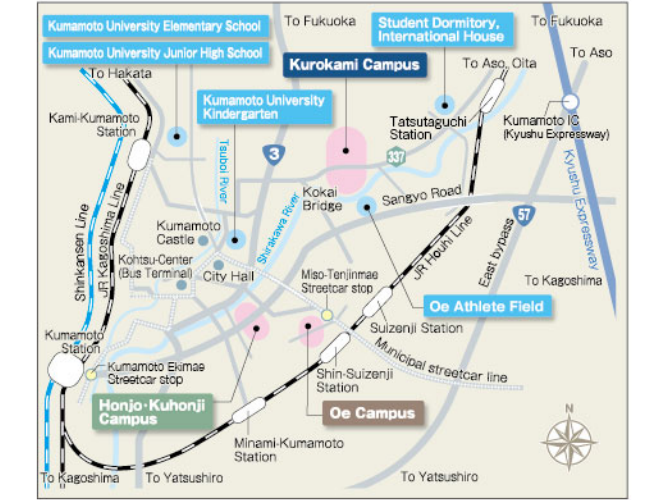 Kumamoto University Elementary School
To Fukuoka
Student Dormitory,
International House
To Fukuoka
Kumamoto University Junior High School
To Aso
Kurokami Campus
To Aso, Oita
To Hakata
Kumamoto University
Kindergarten
Kami-Kumamoto
Station
Tatsutaguchi
Station
Kumamoto IC
(Kyushu Expressway)
Tsuboi River
3
337
Kyushu Expressway
Kokai
Bridge
Sangyo Road
Shinkansen Line
JR Kagoshima Line
Shirakawa River
57
Kumamoto
Castle
JR Houhi Line
East bypass
Kohtsu-Center
(Bus Terminal)
City Hall
Miso-Tenjinmae
Streetcar stop
To Kagoshima
Oe Athlete Field
Suizenji Station
Kumamoto
Station
Municipal streetcar line
Kumamoto Ekimae
Streetcar stop
Shin-Suizenji
Station
Honjo·Kuhonji
Campus
Oe Campus
N
Minami-Kumamoto
Station
To Kagoshima
To Yatsushiro
To Yatsushiro